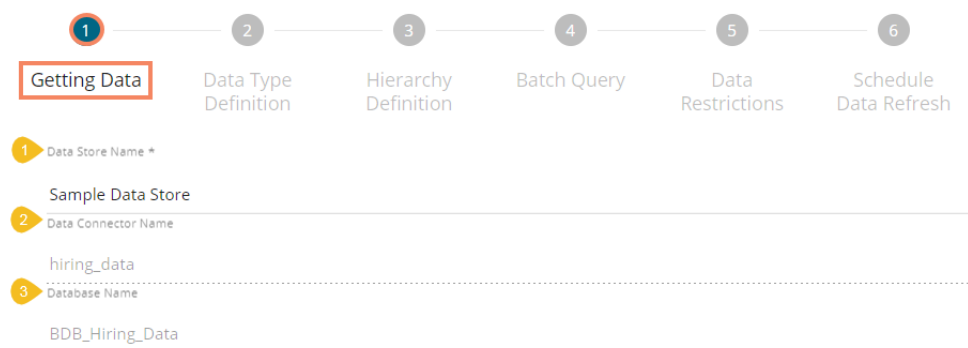 1 2 3 4 5 6
Getting Data Data Type Hierarchy Batch Query Data Schedule
Definition Definition Restrictions Data Refresh
1 Data Store Name *
Sample Data Store
2 Data Connector Name
hiring_data
3 Database Name
BDB_Hiring_Data